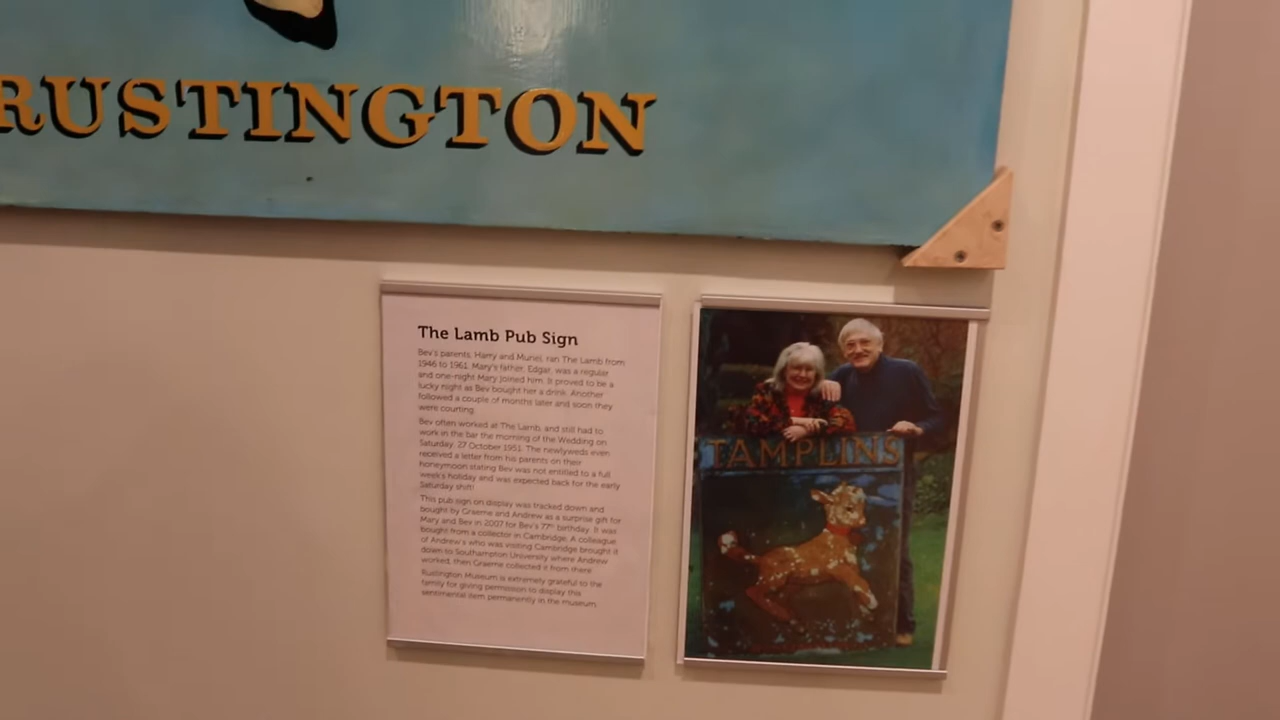 RUSTINGTON
The Lamb Pub Sign
Bev's parents, Harry and Muriel, ran The Lamb from
1946 to 1961. Mary's father, Edgar, was a regular
and one-night Mary joined him. It proved to be a
lucky night as Bev bought her a drink. Another
followed a couple of months later and soon they
were courting.
Bev often worked at The Lamb, and still had to
work in the bar the morning of the Wedding on
Saturday, 27 October 1951. The newlyweds even
received a letter from his parents on their
honeymoon stating Bev was not entitled to a full
week's holiday and was expected back for the early
Saturday shift!
This pub sign on display was tracked down and
bought by Graeme and Andrew as a surprise gift for
Mary and Bev in 2007 for Bev's 77th birthday. It was
bought from a collector in Cambridge. A colleague
of Andrew's who was visiting Cambridge brought it
down to Southampton University where Andrew
worked, then Graeme collected it from there.
Rustington Museum is extremely grateful to the
family for giving permission to display this
sentimental item permanently in the museum.
TAMPLINS